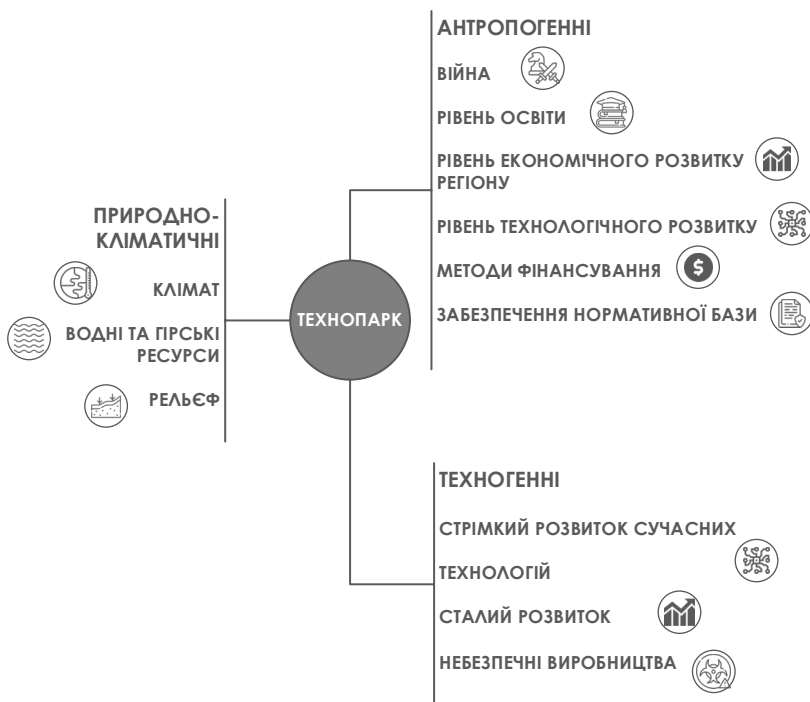 ПРИРОДНО-
КЛІМАТИЧНІ
КЛІМАТ
ВОДНІ ТА ГІРСЬКІ
РЕСУРСИ
РЕЛЬЄФ
ТЕХНОПАРК
АНТРОПОГЕННІ
ВІЙНА
РІВЕНЬ ОСВІТИ
РІВЕНЬ ЕКОНОМІЧНОГО РОЗВИТКУ
РЕГІОНУ
РІВЕНЬ ТЕХНОЛОГІЧНОГО РОЗВИТКУ
МЕТОДИ ФІНАНСУВАННЯ
$
ЗАБЕЗПЕЧЕННЯ НОРМАТИВНОЇ БАЗИ
ТЕХНОГЕННІ
СТРІМКИЙ РОЗВИТОК СУЧАСНИХ
ТЕХНОЛОГІЙ
СТАЛИЙ РОЗВИТОК
НЕБЕЗПЕЧНІ ВИРОБНИЦТВА